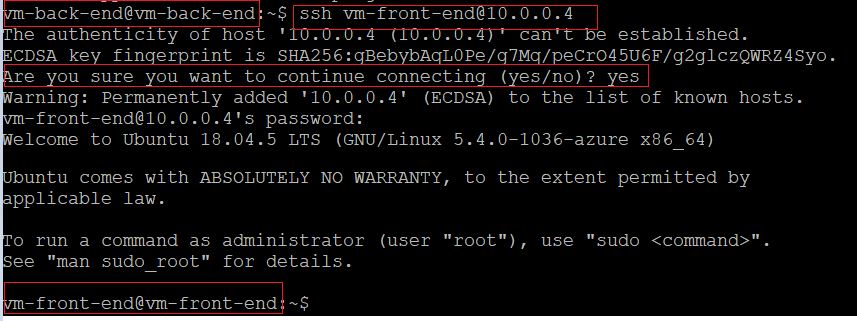 vm-back-end@vm-back-end:~$ ssh vm-front-end@10.0.0.4
The authenticity of host '10.0.0.4 (10.0.0.4)' can't be established.
ECDSA key fingerprint is SHA256:qBebybAqL0Pe/q7Mq/peCrO45U6F/g2glczQWRZ4Syo.
Are you sure you want to continue connecting (yes/no)? yes
Warning: Permanently added '10.0.0.4' (ECDSA) to the list of known hosts.
vm-front-end@10.0.0.4's password:
Welcome to Ubuntu 18.04.5 LTS (GNU/Linux 5.4.0-1036-azure x86_64)
Ubuntu comes with ABSOLUTELY NO WARRANTY, to the extent permitted by
applicable law.
To run a command as administrator (user "root"), use "sudo <command>".
See "man sudo_root" for details.
vm-front-end@vm-front-end:~$